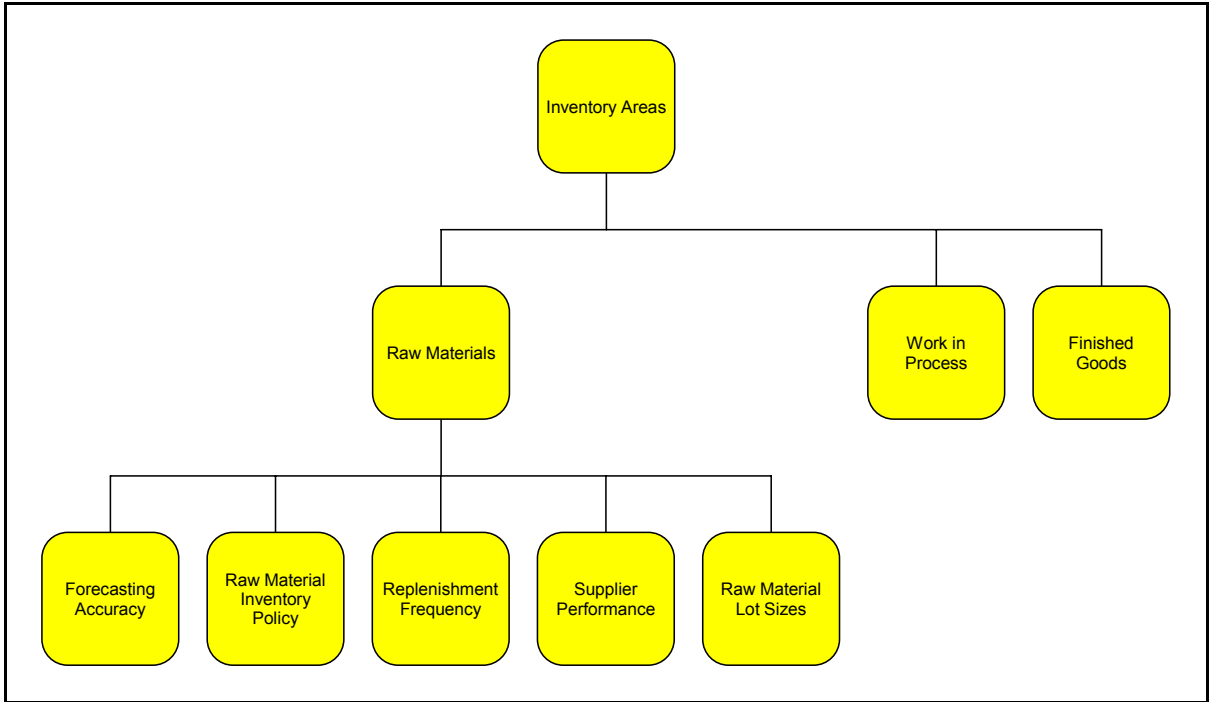 Inventory Areas
Raw Materials
Work in
Process
Finished
Goods
Forecasting
Accuracy
Raw Material
Inventory
Policy
Replenishment
Frequency
Supplier
Performance
Raw Material
Lot Sizes